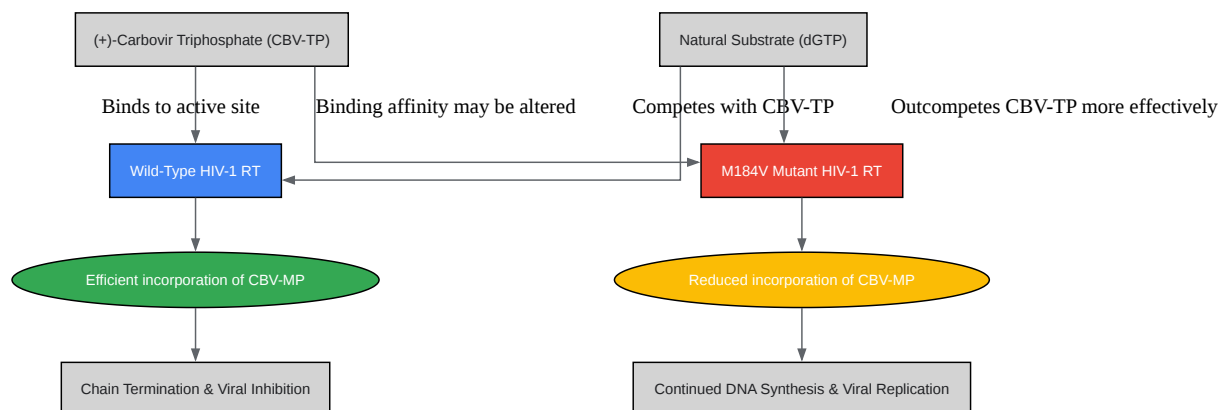 (+)-Carbovir Triphosphate (CBV-TP)
Natural Substrate (dGTP)
Binds to active site
Binding affinity may be altered
Competes with CBV-TP
Outcompetes CBV-TP more effectively
Wild-Type HIV-1 RT
M184V Mutant HIV-1 RT
Efficient incorporation of CBV-MP
Reduced incorporation of CBV-MP
Chain Termination & Viral Inhibition
Continued DNA Synthesis & Viral Replication